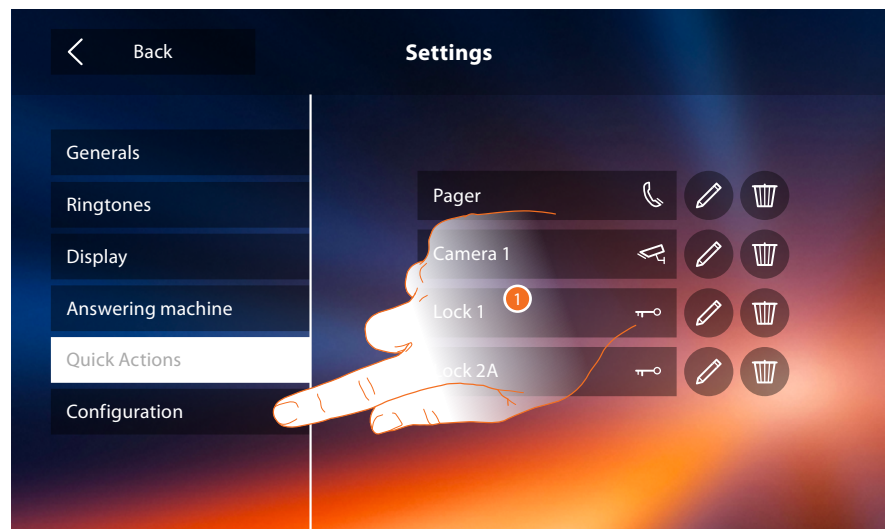 Back
Settings
Generals
Ringtones
Display
Answering machine
Quick Actions
Configuration
Pager
Camera 1
Lock 1
1
Lock 2A